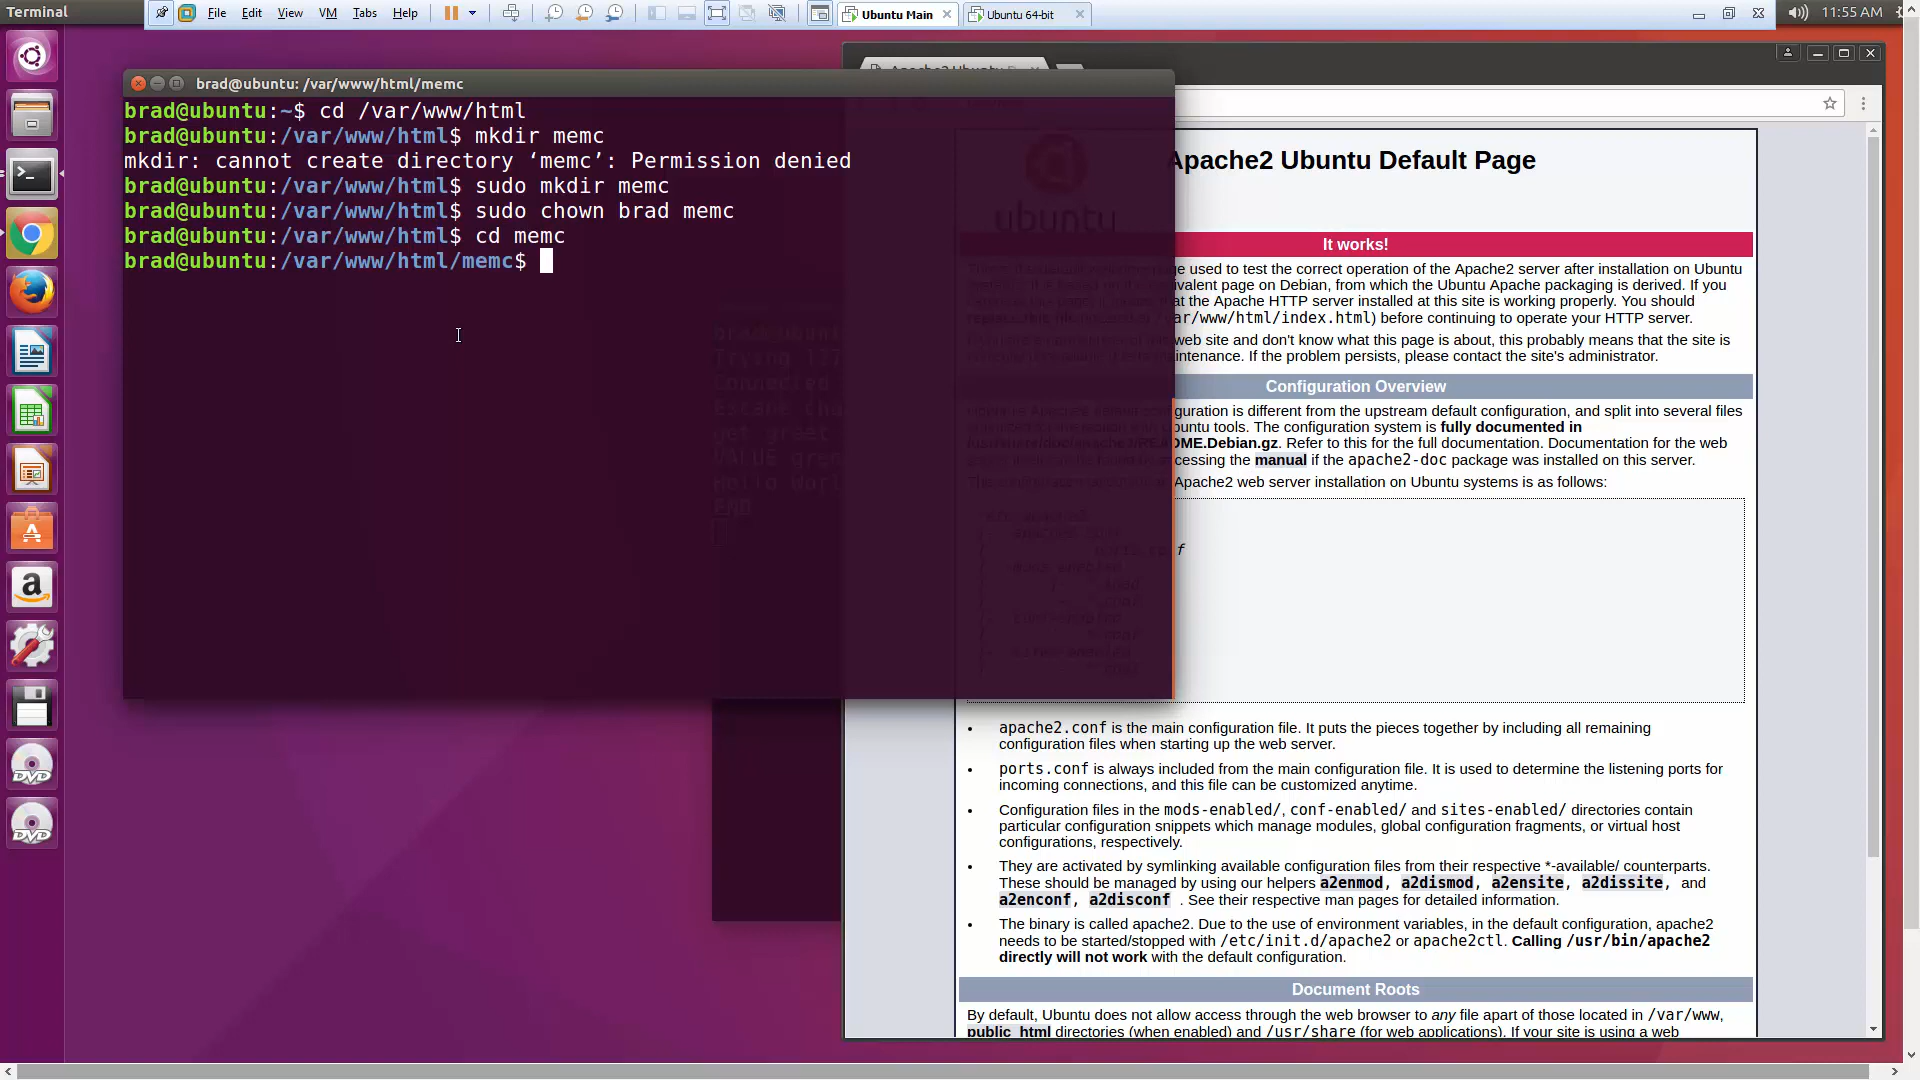 Terminal
File Edit View VM Tabs Help
Ubuntu Main
Ubuntu 64-bit
11:55 AM
brad@ubuntu: /var/www/html/memc
brad@ubuntu:~$ cd /var/www/html
brad@ubuntu:/var/www/html$ mkdir memc
mkdir: cannot create directory ‘memc’: Permission denied
brad@ubuntu:/var/www/html$ sudo mkdir memc
brad@ubuntu:/var/www/html$ sudo chown brad memc
brad@ubuntu:/var/www/html$ cd memc
brad@ubuntu:/var/www/html/memc$
Apache2 Ubuntu Default Page
ubuntu
It works!
used to test the correct operation of the Apache2 server after installation on Ubuntu
on Debian, from which the Ubuntu Apache packaging is derived. If you
the Apache HTTP server installed at this site is working properly. You should
/var/www/html/index.html) before continuing to operate your HTTP server.
web site and don't know what this page is about, this probably means that the site is
If the problem persists, please contact the site's administrator.
Configuration Overview
is different from the upstream default configuration, and split into several files
tools. The configuration system is fully documented in
Refer to this for the full documentation. Documentation for the web
the manual if the apache2-doc package was installed on this server.
Apache2 web server installation on Ubuntu systems is as follows:
Connected
get greet
END
• apache2.conf is the main configuration file. It puts the pieces together by including all remaining
configuration files when starting up the web server.
• ports.conf is always included from the main configuration file. It is used to determine the listening ports for
incoming connections, and this file can be customized anytime.
• Configuration files in the mods-enabled/, conf-enabled/ and sites-enabled/ directories contain
particular configuration snippets which manage modules, global configuration fragments, or virtual host
configurations, respectively.
• They are activated by symlinking available configuration files from their respective *-available/ counterparts.
These should be managed by using our helpers a2enmod, a2dismod, a2ensite, a2dissite, and
a2enconf, a2disconf . See their respective man pages for detailed information.
• The binary is called apache2. Due to the use of environment variables, in the default configuration, apache2
needs to be started/stopped with /etc/init.d/apache2 or apache2ctl. Calling /usr/bin/apache2
directly will not work with the default configuration.
Document Roots
By default, Ubuntu does not allow access through the web browser to any file apart of those located in /var/www,
public_html directories (when enabled) and /usr/share (for web applications). If your site is using a web
DVD
DVD